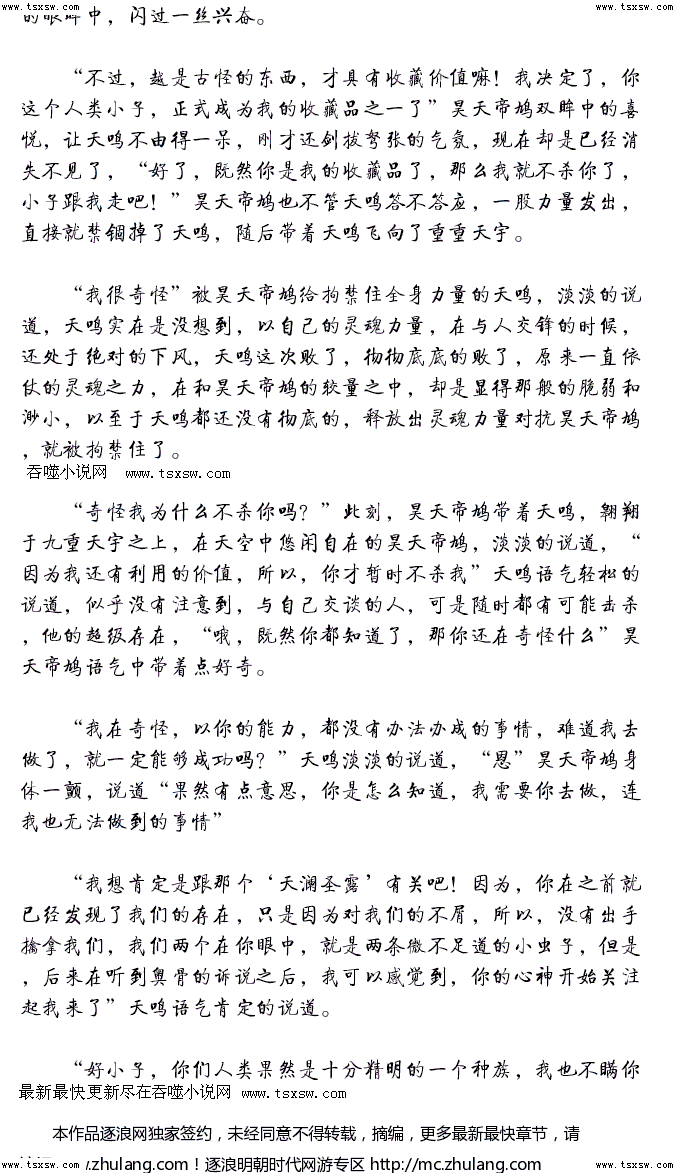 www.tsxsw.com www.tsxsw.com
的眼眸中，闪过一丝兴奋。
“不过，越是古怪的东西，才具有收藏价值嘛！我决定了，你
这个人类小子，正式成为我的收藏品之一了”昊天帝鸠双眸中的喜
悦，让天鸣不由得一呆，刚才还剑拔弩张的气氛，现在却是已经消
失不见了，“好了，既然你是我的收藏品了，那么我就不杀你了，
小子跟我走吧！”昊天帝鸠也不管天鸣答不答应，一股力量发出，
直接就禁锢掉了天鸣，随后带着天鸣飞向了重重天宇。
“我很奇怪”被昊天帝鸠给拘禁住全身力量的天鸣，淡淡的说
道，天鸣实在是没想到，以自己的灵魂力量，在与人交锋的时候，
还处于绝对的下风，天鸣这次败了，彻彻底底的败了，原来一直依
仗的灵魂之力，在和昊天帝鸠的较量之中，却是显得那般的脆弱和
渺小，以至于天鸣都还没有彻底的，释放出灵魂力量对抗昊天帝鸠
，就被拘禁住了。
吞噬小说网 www.tsxsw.com
“奇怪我为什么不杀你吗？”此刻，昊天帝鸠带着天鸣，翱翔
于九重天宇之上，在天空中悠闲自在的昊天帝鸠，淡淡的说道，“
因为我还有利用的价值，所以，你才暂时不杀我”天鸣语气轻松的
说道，似乎没有注意到，与自己交谈的人，可是随时都有可能击杀
，他的超级存在，“哦，既然你都知道了，那你还在奇怪什么”昊
天帝鸠语气中带着点好奇。
“我在奇怪，以你的能力，都没有办法办成的事情，难道我去
做了，就一定能够成功吗？”天鸣淡淡的说道，“恩”昊天帝鸠身
体一颤，说道“果然有点意思，你是怎么知道，我需要你去做，连
我也无法做到的事情”
“我想肯定是跟那个‘天澜圣露’有关吧！因为，你在之前就
已经发现了我们的存在，只是因为对我们的不屑，所以，没有出手
擒拿我们，我们两个在你眼中，就是两条微不足道的小虫子，但是
，后来在听到奥骨的诉说之后，我可以感觉到，你的心神开始关注
起我来了”天鸣语气肯定的说道。
“好小子，你们人类果然是十分精明的一个种族，我也不瞒你
最新最快更新尽在吞噬小说网 www.tsxsw.com
本作品逐浪网独家签约，未经同意不得转载，摘编，更多最新最快章节，请
www.tsxsw.com .zhulang.com！逐浪明朝时代网游专区http://mc.zhulang.com www.tsxsw.com